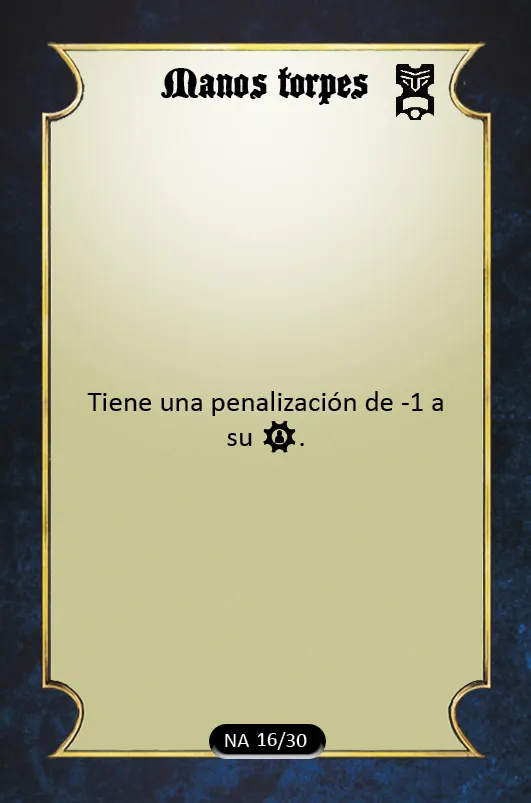 Manos torpes
Tiene una penalización de -1 a
su .
NA 16/30